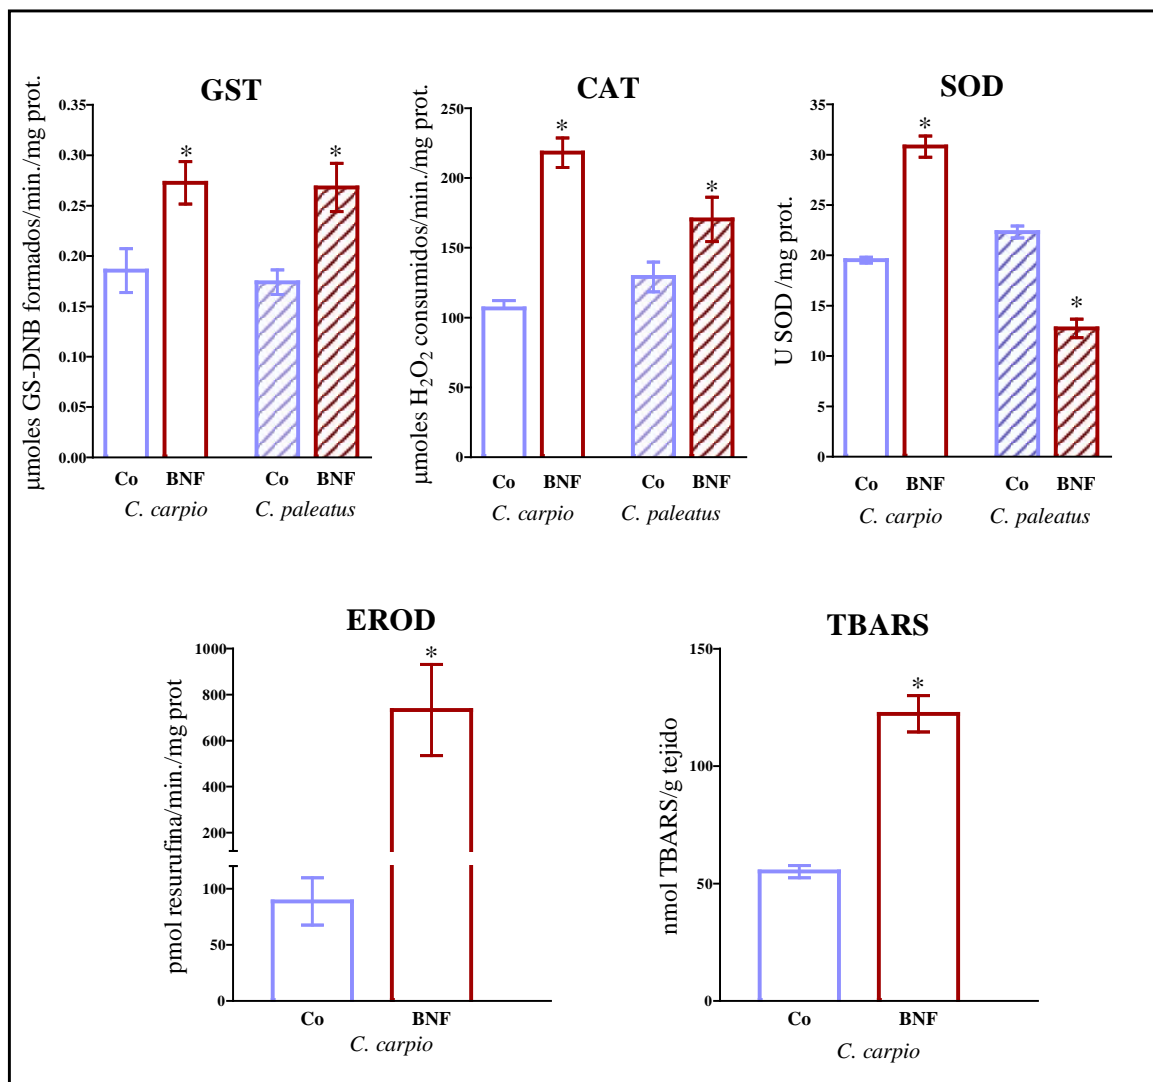 GST
μmoles GS-DNB formados/min./mg prot.
0.35
0.30
0.25
0.20
0.15
0.10
0.05
0.00
*
*
Co BNF Co BNF
C. carpio C. paleatus
CAT
μmoles H₂O₂ consumidos/min./mg prot.
250
200
150
100
50
0
*
*
Co BNF Co BNF
C. carpio C. paleatus
SOD
U SOD /mg prot.
35
30
25
20
15
10
5
0
*
*
Co BNF Co BNF
C. carpio C. paleatus
EROD
pmol resurufina/min./mg prot
1000
800
600
400
200
100
50
0
*
Co BNF
C. carpio
TBARS
nmol TBARS/g tejido
150
100
50
0
*
Co BNF
C. carpio